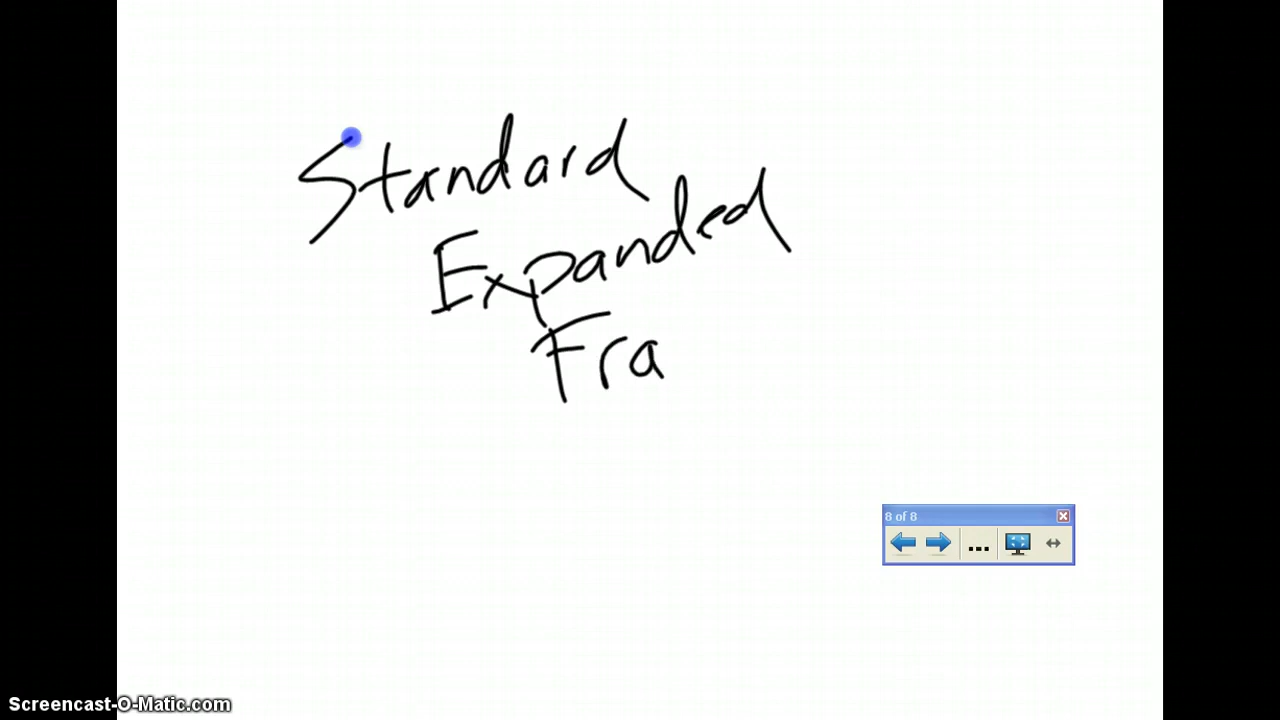 Standard
Expanded
Fra
8 of 8
...
Screencast-O-Matic.com